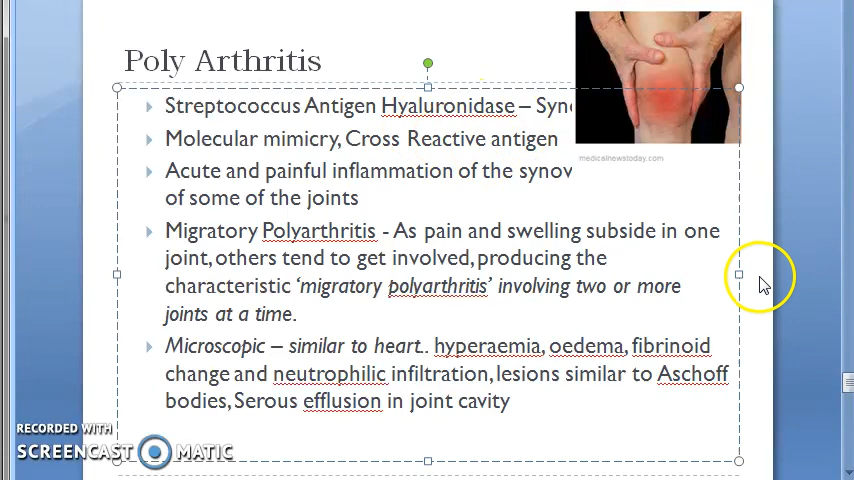 Poly Arthritis
Streptococcus Antigen Hyaluronidase –
Molecular mimicry, Cross Reactive antigen
Acute and painful inflammation of the
of some of the joints
medicalnewstoday.com
Migratory Polyarthritis - As pain and swelling subside in one
joint, others tend to get involved, producing the
characteristic ‘migratory polyarthritis’ involving two or more
joints at a time.
Microscopic – similar to heart.. hyperaemia, oedema, fibrinoid
change and neutrophilic infiltration, lesions similar to Aschoff
bodies, Serous efflusion in joint cavity
RECORDED WITH
SCREENCAST MATIC